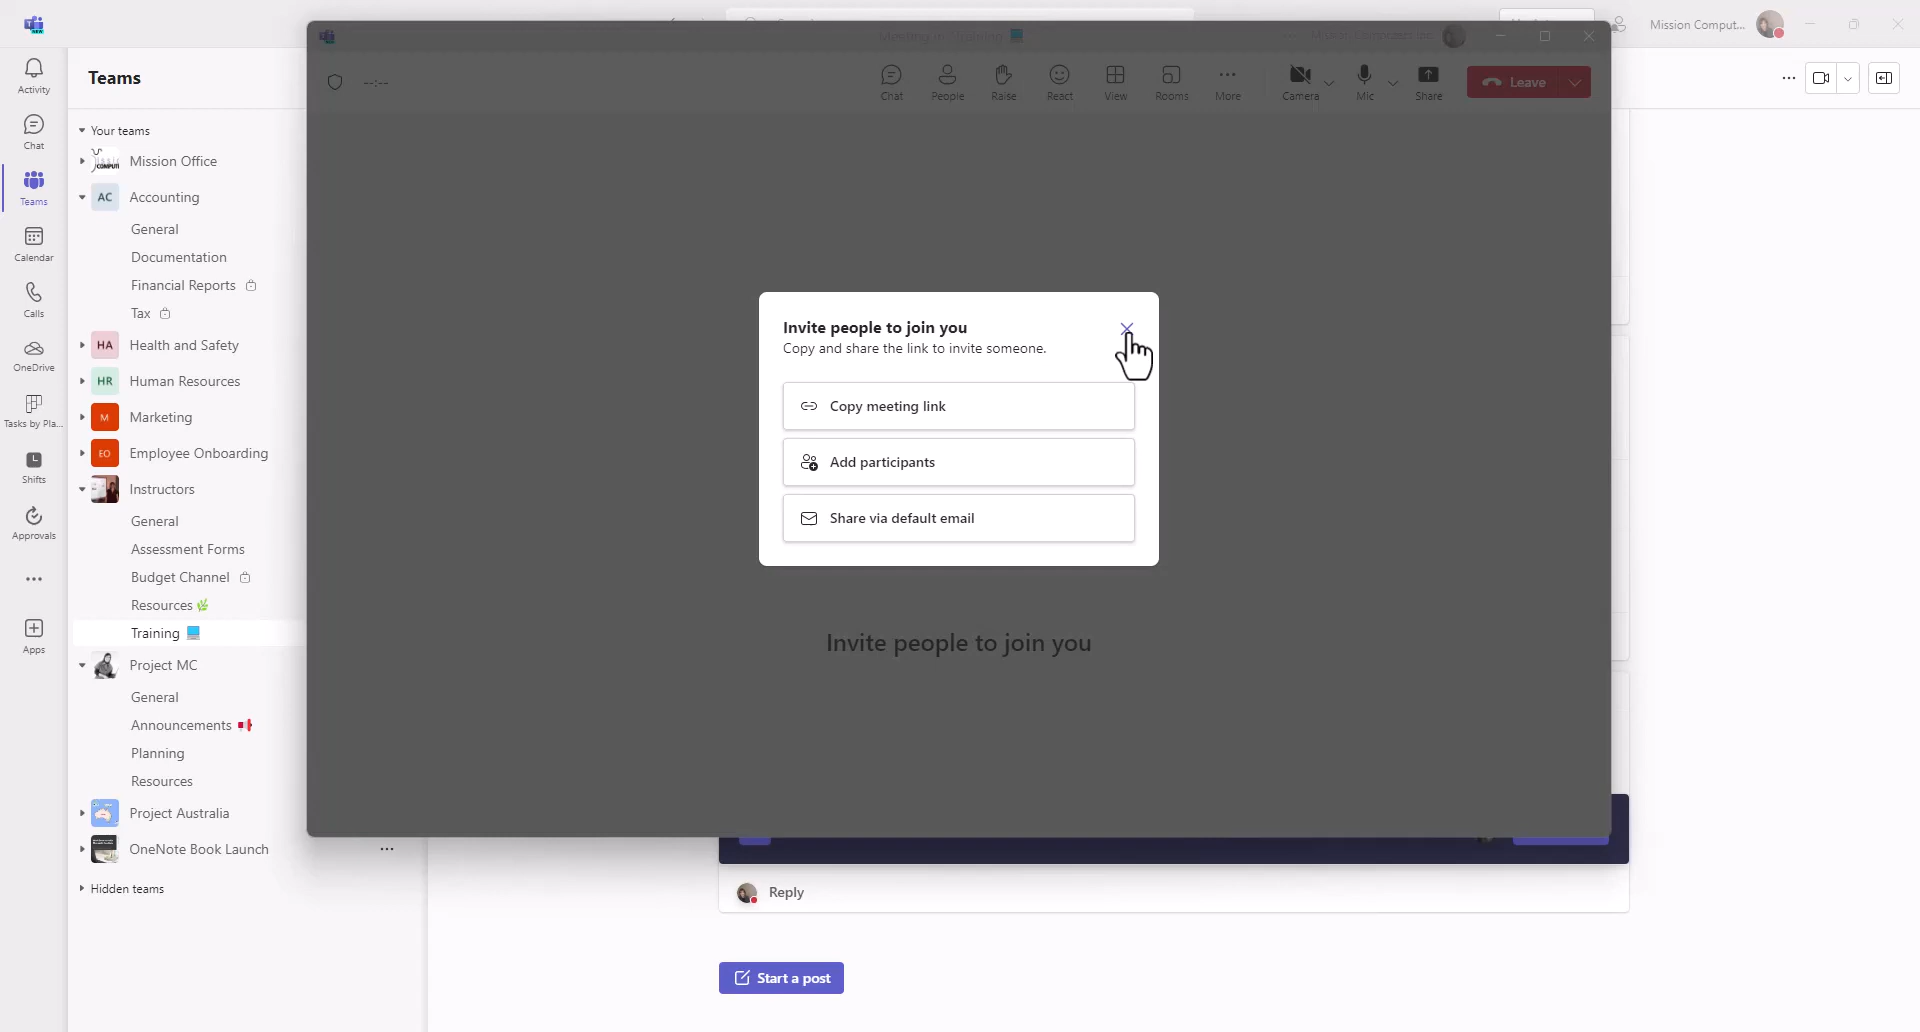 Mission Comput...
Activity
Chat
Teams
Calendar
Calls
OneDrive
Tasks by Pla...
Shifts
Approvals
Apps
Teams
Your teams
Mission Office
AC Accounting
General
Documentation
Financial Reports
Tax
HA Health and Safety
HR Human Resources
M Marketing
EO Employee Onboarding
Instructors
General
Assessment Forms
Budget Channel
Resources
Training
Project MC
General
Announcements
Planning
Resources
Project Australia
OneNote Book Launch
Hidden teams
Meeting in Training
--:--
Chat
People
Raise
React
View
Rooms
More
Camera
Mic
Share
Leave
Invite people to join you
Copy and share the link to invite someone.
Copy meeting link
Add participants
Share via default email
Invite people to join you
Reply
Start a post